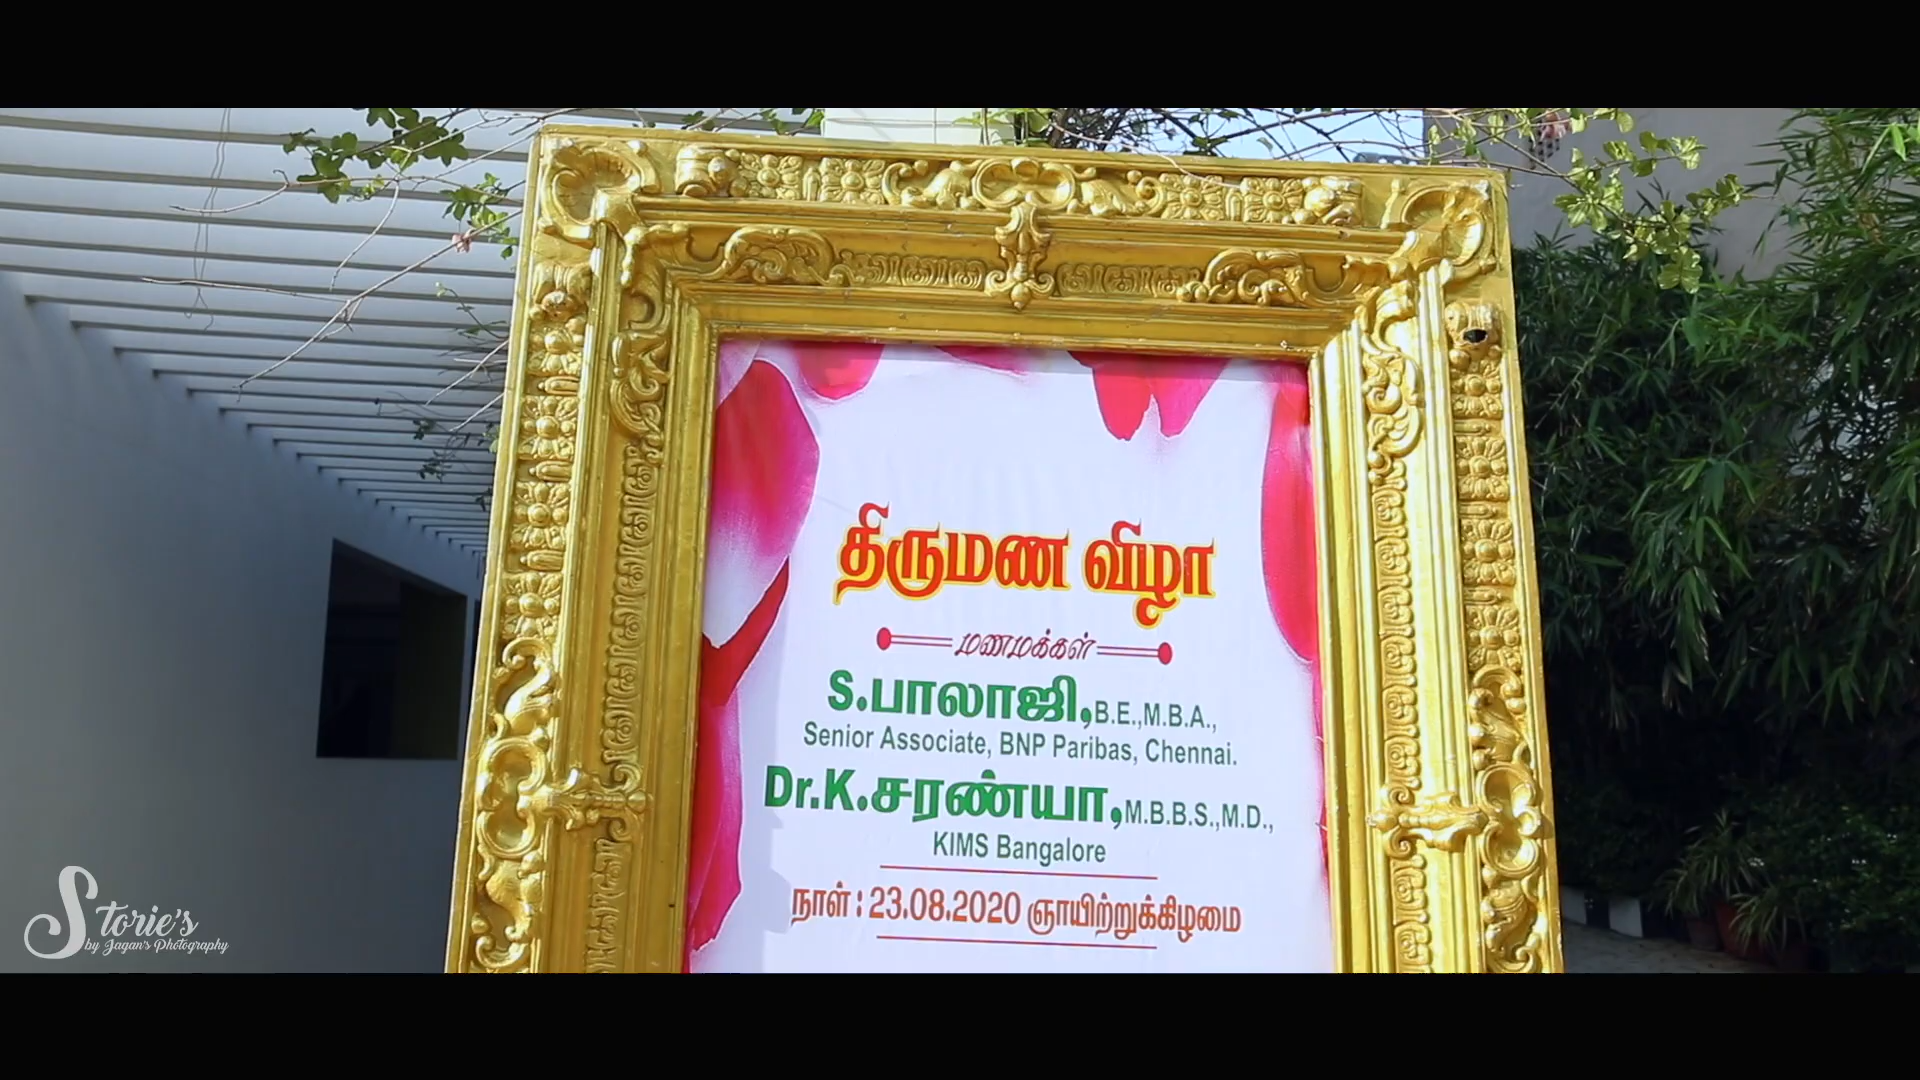 திருமண விழா
மணமக்கள்
S.பாலாஜி,B.E.,M.B.A.,
Senior Associate, BNP Paribas, Chennai.
Dr.K.சரண்யா,M.B.B.S.,M.D.,
KIMS Bangalore
நாள் : 23.08.2020 ஞாயிற்றுக்கிழமை
Storie's
by Jagan's Photography